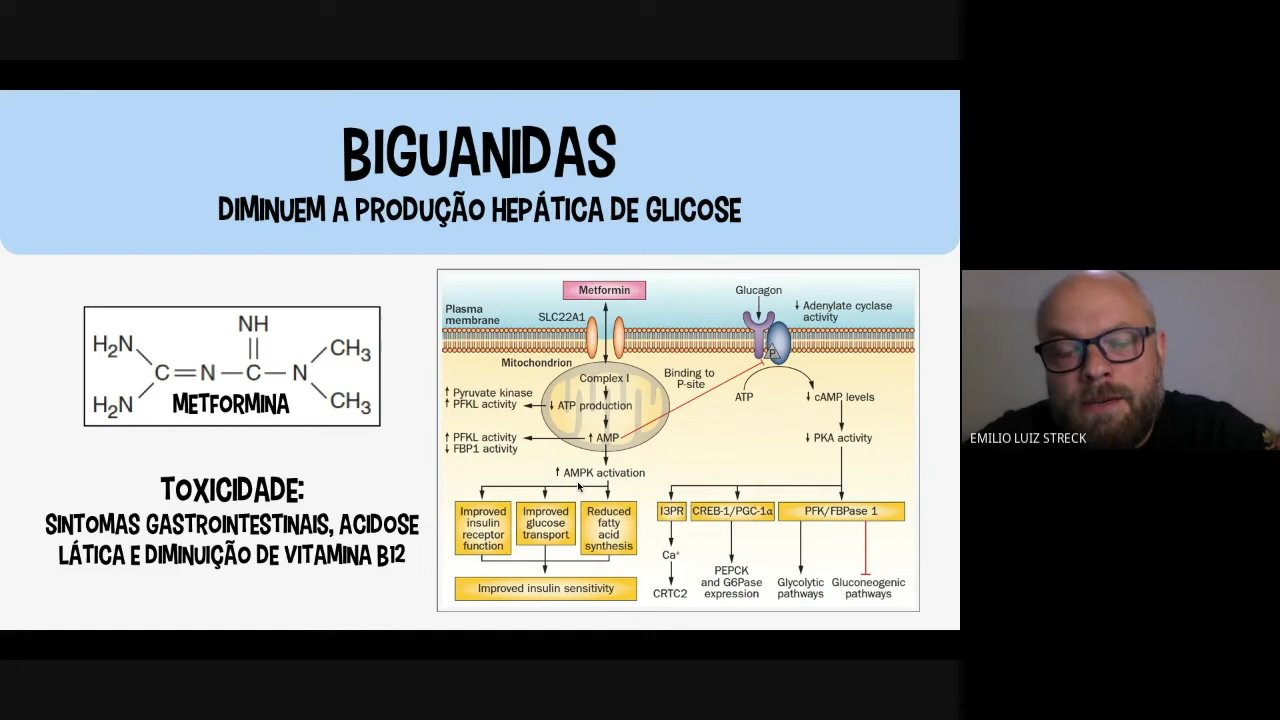 BIGUANIDAS
DIMINUEM A PRODUÇÃO HEPÁTICA DE GLICOSE
NH
H₂N
CH₃
C=N-C-N
H₂N
METFORMINA
CH₃
TOXICIDADE:
SINTOMAS GASTROINTESTINAIS, ACIDOSE
LÁTICA E DIMINUIÇÃO DE VITAMINA B12
Metformin
Plasma
membrane
SLC22A1
Glucagon
↓ Adenylate cyclase
activity
P
Mitochondrion
Complex I
Binding to
P-site
↑ Pyruvate kinase
↑ PFKL activity
↓ ATP production
ATP
↓ cAMP levels
↑ PFKL activity
↓ FBP1 activity
↑ AMP
↓ PKA activity
↑ AMPK activation
Improved
insulin
receptor
function
Improved
glucose
transport
Reduced
fatty
acid
synthesis
Improved insulin sensitivity
I3PR
CREB-1/PGC-1α
PFK/FBPase 1
Ca⁺
CRTC2
PEPCK
and G6Pase
expression
Glycolytic
pathways
Gluconeogenic
pathways
EMILIO LUIZ STRECK